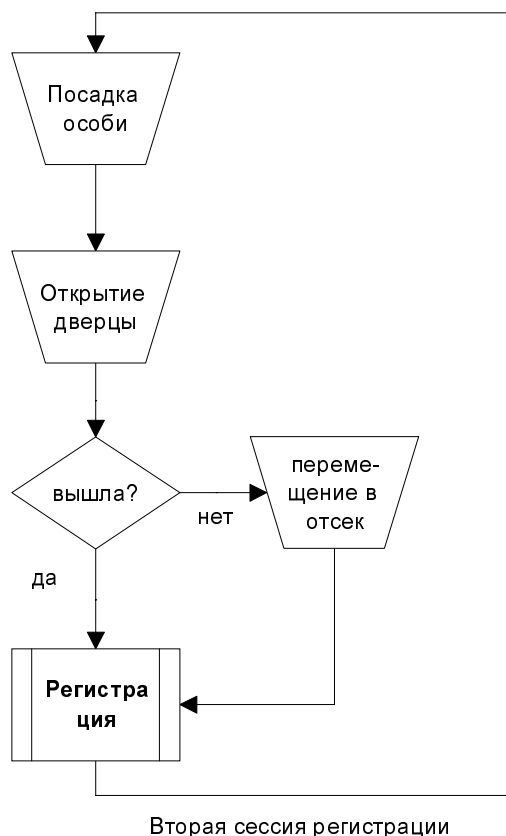 Посадка
особи
Открытие
дверцы
вышла?
нет
переме-
щение в
отсек
да
Регистра
ция
Вторая сессия регистрации